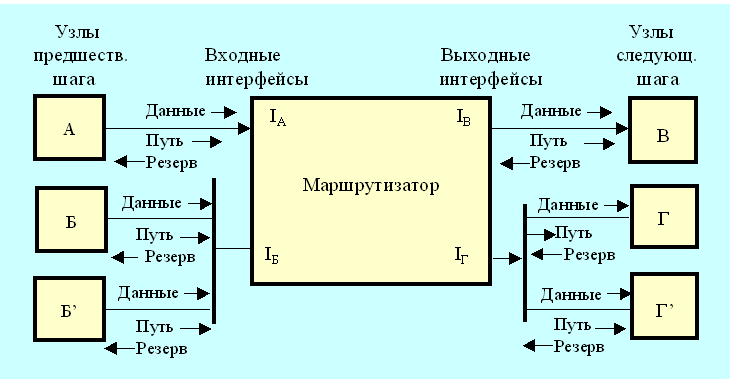 Узлы
предшеств.
шага
Входные
интерфейсы
Выходные
интерфейсы
Узлы
следующ.
шага
А
Данные
Путь
Резерв
IА
IВ
Данные
Путь
Резерв
В
Маршрутизатор
Б
Данные
Путь
Резерв
IБ
IГ
Данные
Путь
Резерв
Г
Б’
Данные
Путь
Резерв
Данные
Путь
Резерв
Г’